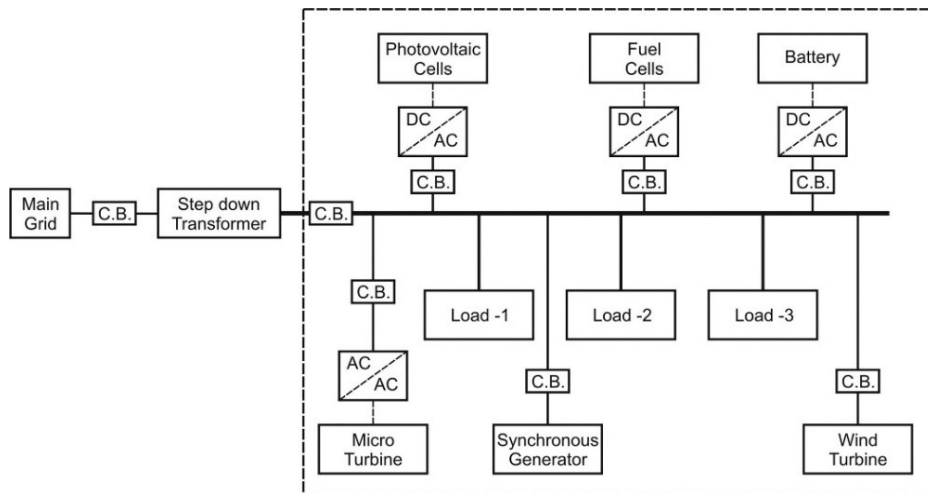 Photovoltaic
Cells
Fuel
Cells
Battery
DC
AC
DC
AC
DC
AC
C.B.
C.B.
C.B.
Main
Grid
C.B.
Step down
Transformer
C.B.
C.B.
Load -1
Load -2
Load -3
AC
AC
C.B.
C.B.
Micro
Turbine
Synchronous
Generator
Wind
Turbine